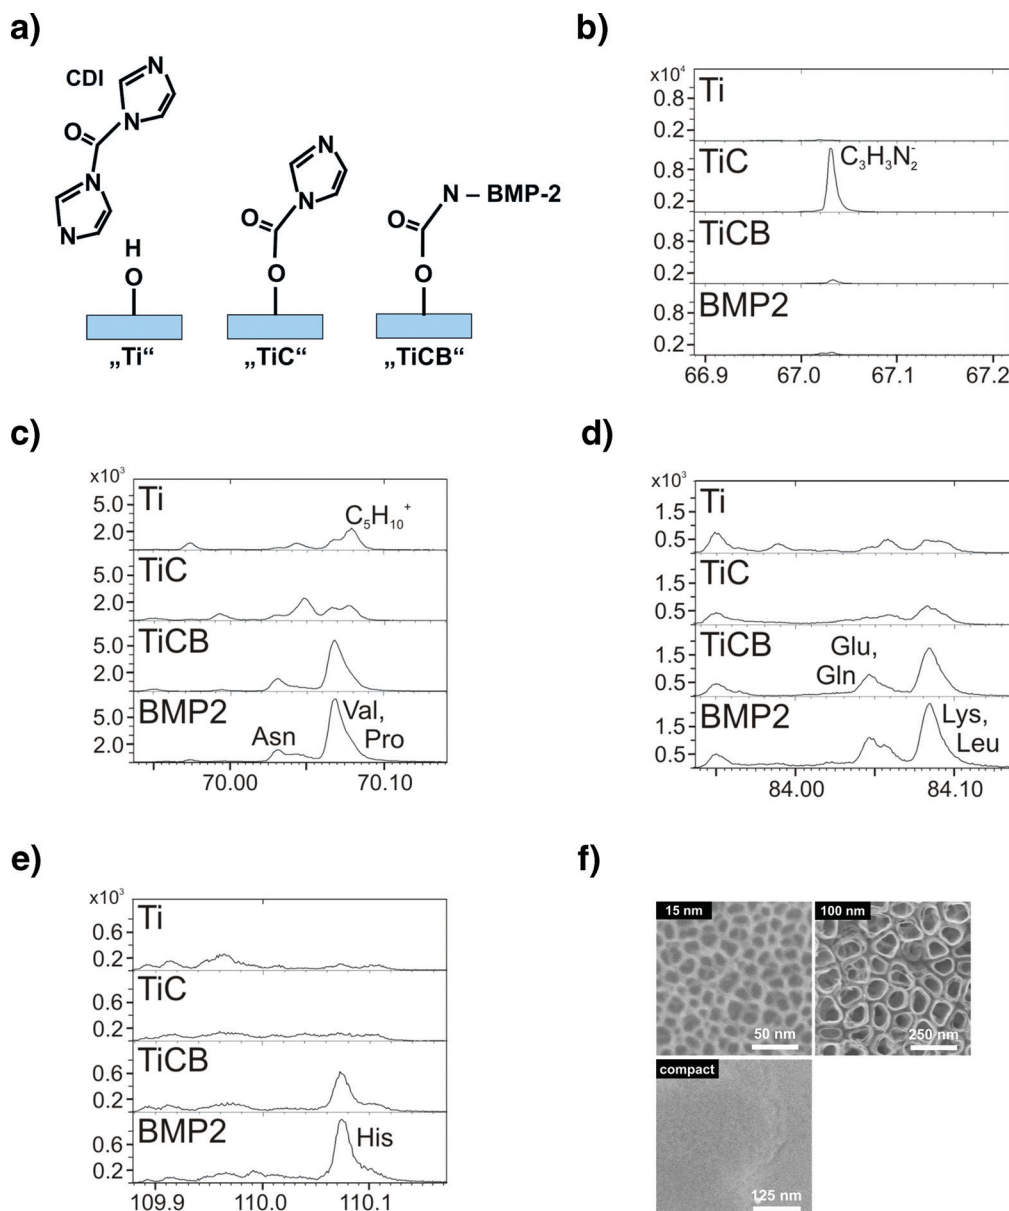 a)
CDI
N
N
O
N
N
H
O
„Ti“
N
N
O
O
„TiC“
N – BMP-2
O
O
„TiCB“
b)
x10⁴
Ti
0.8
0.2
TiC
C₃H₃N₂⁻
0.8
0.2
TiCB
0.8
0.2
BMP2
0.8
0.2
66.9 67.0 67.1 67.2
c)
x10³
Ti
5.0
C₅H₁₀⁺
2.0
TiC
5.0
2.0
TiCB
5.0
2.0
BMP2
5.0
Val,
Asn
Pro
2.0
70.00 70.10
d)
x10³
Ti
1.5
0.5
TiC
1.5
0.5
TiCB
1.5
Glu,
Gln
0.5
BMP2
1.5
Lys,
Leu
0.5
84.00 84.10
e)
x10³
Ti
0.6
0.2
TiC
0.6
0.2
TiCB
0.6
0.2
BMP2
His
0.6
0.2
109.9 110.0 110.1
f)
15 nm
50 nm
100 nm
250 nm
compact
125 nm